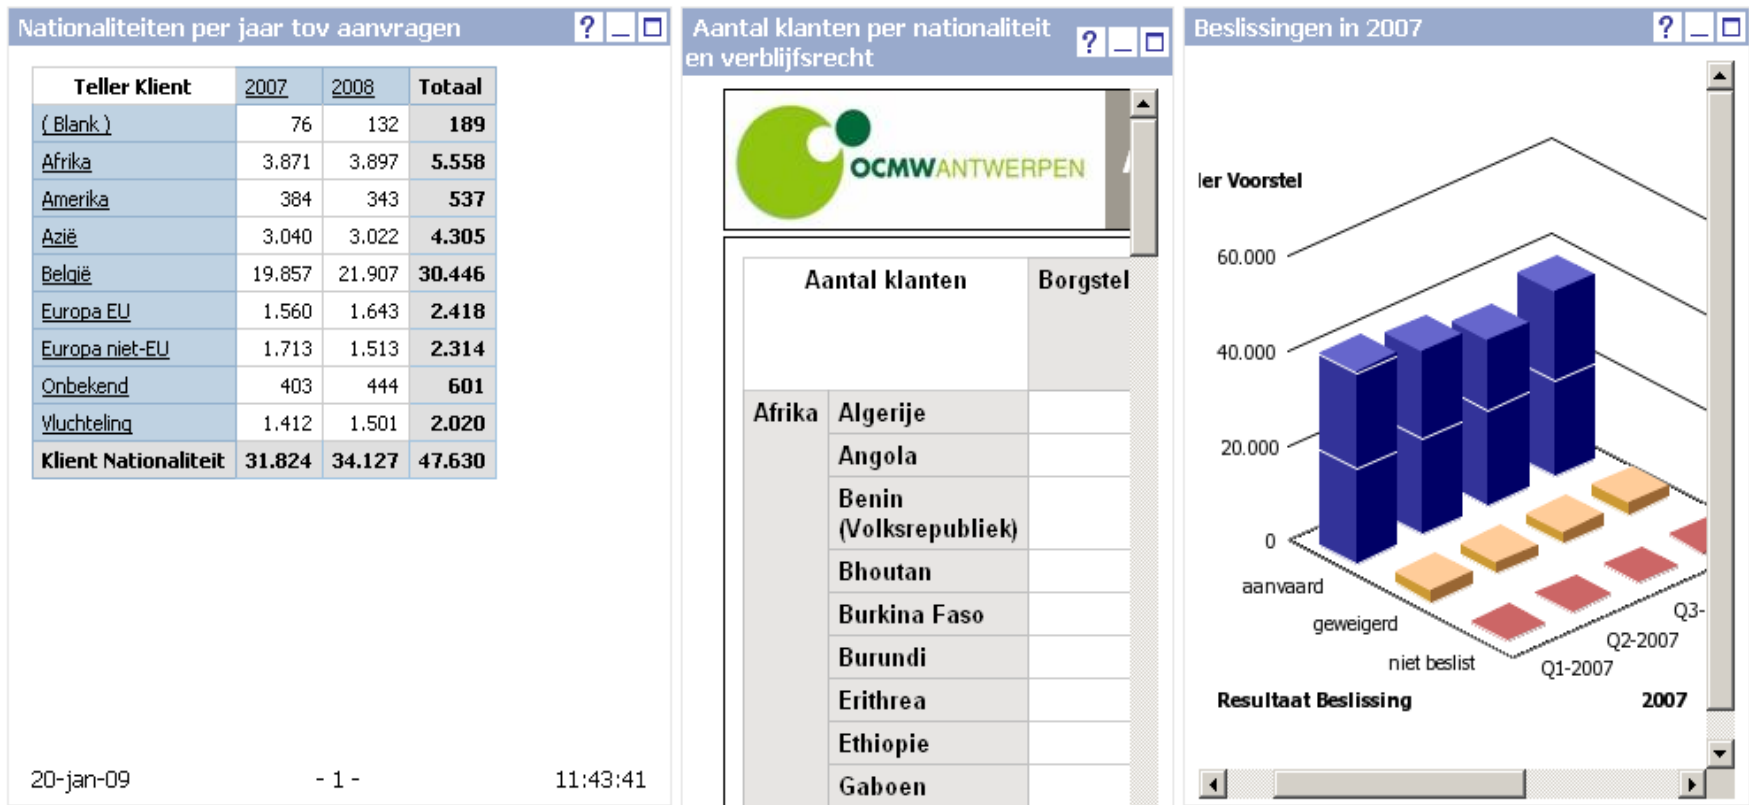 Nationaliteiten per jaar tov aanvragen
Teller Klient 2007 2008 Totaal
( Blank ) 76 132 189
Afrika 3.871 3.897 5.558
Amerika 384 343 537
Azië 3.040 3.022 4.305
België 19.857 21.907 30.446
Europa EU 1.560 1.643 2.418
Europa niet-EU 1.713 1.513 2.314
Onbekend 403 444 601
Vluchteling 1.412 1.501 2.020
Klient Nationaliteit 31.824 34.127 47.630
20-jan-09 - 1 - 11:43:41
Aantal klanten per nationaliteit
en verblijfsrecht
OCMWANTWERPEN
Aantal klanten Borgstel
Afrika Algerije
Angola
Benin
(Volksrepubliek)
Bhoutan
Burkina Faso
Burundi
Erithrea
Ethiopie
Gaboen
Beslissingen in 2007
ler Voorstel
60.000
40.000
20.000
0
aanvaard
geweigerd
niet beslist
Q1-2007
Q2-2007
Q3-
Resultaat Beslissing 2007